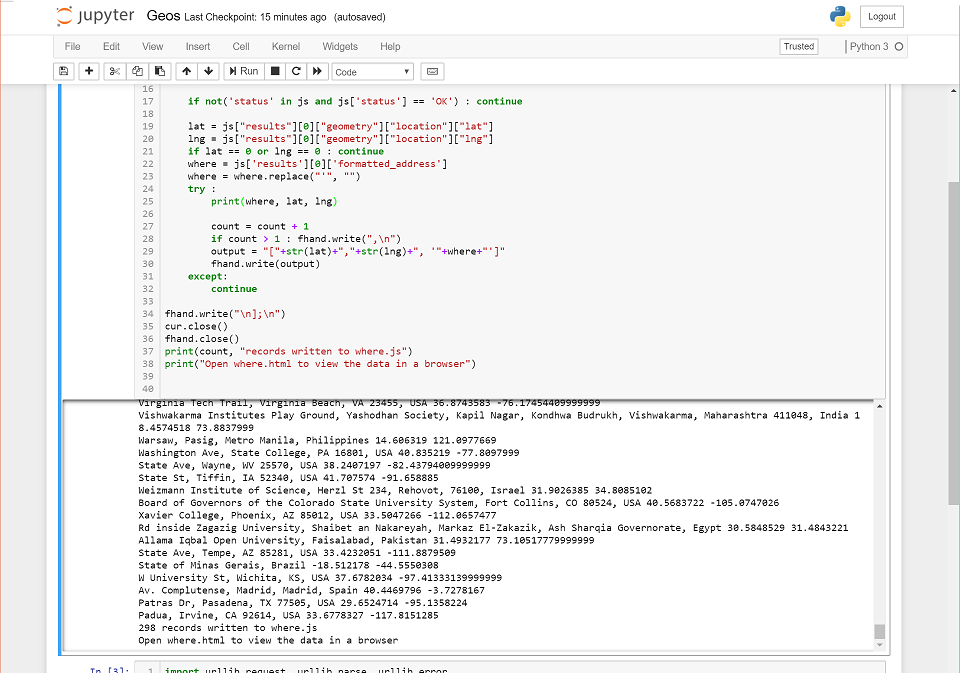 jupyter Geos Last Checkpoint: 15 minutes ago (autosaved) Logout
File Edit View Insert Cell Kernel Widgets Help Trusted Python 3
Run Code
16
17 if not('status' in js and js['status'] == 'OK') : continue
18
19 lat = js["results"][0]["geometry"]["location"]["lat"]
20 lng = js["results"][0]["geometry"]["location"]["lng"]
21 if lat == 0 or lng == 0 : continue
22 where = js['results'][0]['formatted_address']
23 where = where.replace("'", "")
24 try :
25 print(where, lat, lng)
26
27 count = count + 1
28 if count > 1 : fhand.write(",\n")
29 output = "["+str(lat)+","+str(lng)+", '"+where+"']"
30 fhand.write(output)
31 except:
32 continue
33
34 fhand.write("\n];\n")
35 cur.close()
36 fhand.close()
37 print(count, "records written to where.js")
38 print("Open where.html to view the data in a browser")
39
40
Virginia Tech Trail, Virginia Beach, VA 23455, USA 36.8743583 -76.17454409999999
Vishwakarma Institutes Play Ground, Yashodhan Society, Kapil Nagar, Kondhwa Budrukh, Vishwakarma, Maharashtra 411048, India 1
8.4574518 73.8837999
Warsaw, Pasig, Metro Manila, Philippines 14.606319 121.0977669
Washington Ave, State College, PA 16801, USA 40.835219 -77.8097999
State Ave, Wayne, WV 25570, USA 38.2407197 -82.43794009999999
State St, Tiffin, IA 52340, USA 41.707574 -91.658885
Weizmann Institute of Science, Herzl St 234, Rehovot, 76100, Israel 31.9026385 34.8085102
Board of Governors of the Colorado State University System, Fort Collins, CO 80524, USA 40.5683722 -105.0747026
Xavier College, Phoenix, AZ 85012, USA 33.5047266 -112.0657477
Rd inside Zagazig University, Shaibet an Nakareyah, Markaz El-Zakazik, Ash Sharqia Governorate, Egypt 30.5848529 31.4843221
Allama Iqbal Open University, Faisalabad, Pakistan 31.4932177 73.10517779999999
State Ave, Tempe, AZ 85281, USA 33.4232051 -111.8879509
State of Minas Gerais, Brazil -18.512178 -44.5550308
W University St, Wichita, KS, USA 37.6782034 -97.41333139999999
Av. Complutense, Madrid, Madrid, Spain 40.4469796 -3.7278167
Patras Dr, Pasadena, TX 77505, USA 29.6524714 -95.1358224
Padua, Irvine, CA 92614, USA 33.6778327 -117.8151285
298 records written to where.js
Open where.html to view the data in a browser
In [3]: 1 import urllib.request, urllib.parse, urllib.error